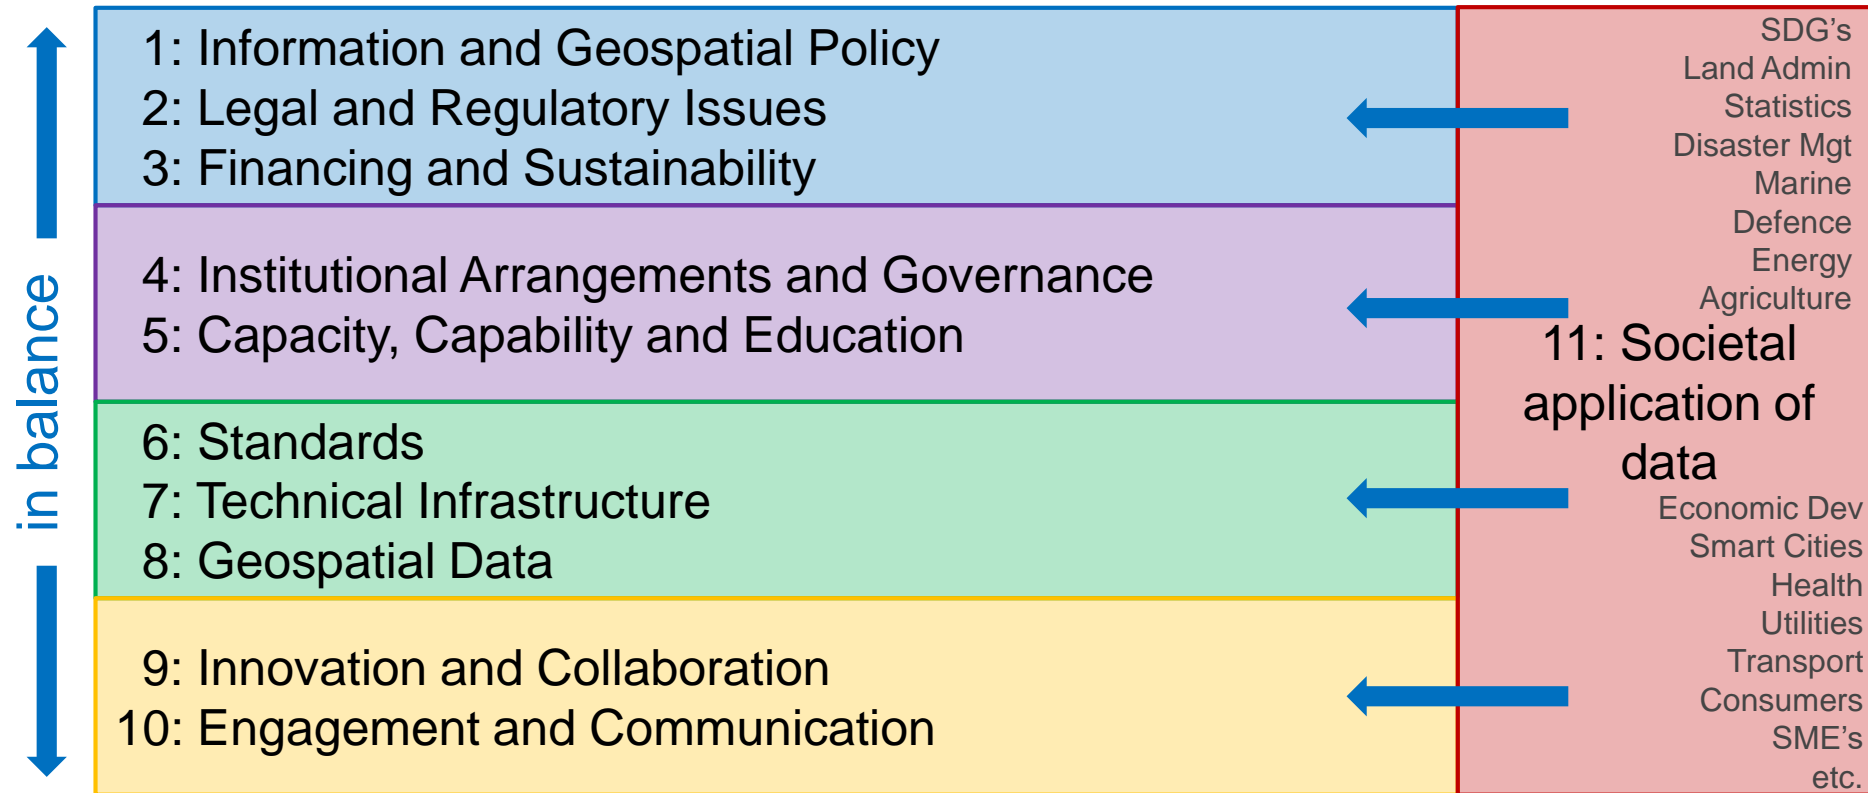 in balance
1: Information and Geospatial Policy
2: Legal and Regulatory Issues
3: Financing and Sustainability
4: Institutional Arrangements and Governance
5: Capacity, Capability and Education
6: Standards
7: Technical Infrastructure
8: Geospatial Data
9: Innovation and Collaboration
10: Engagement and Communication
SDG's
Land Admin
Statistics
Disaster Mgt
Marine
Defence
Energy
Agriculture
11: Societal
application of
data
Economic Dev
Smart Cities
Health
Utilities
Transport
Consumers
SME's
etc.